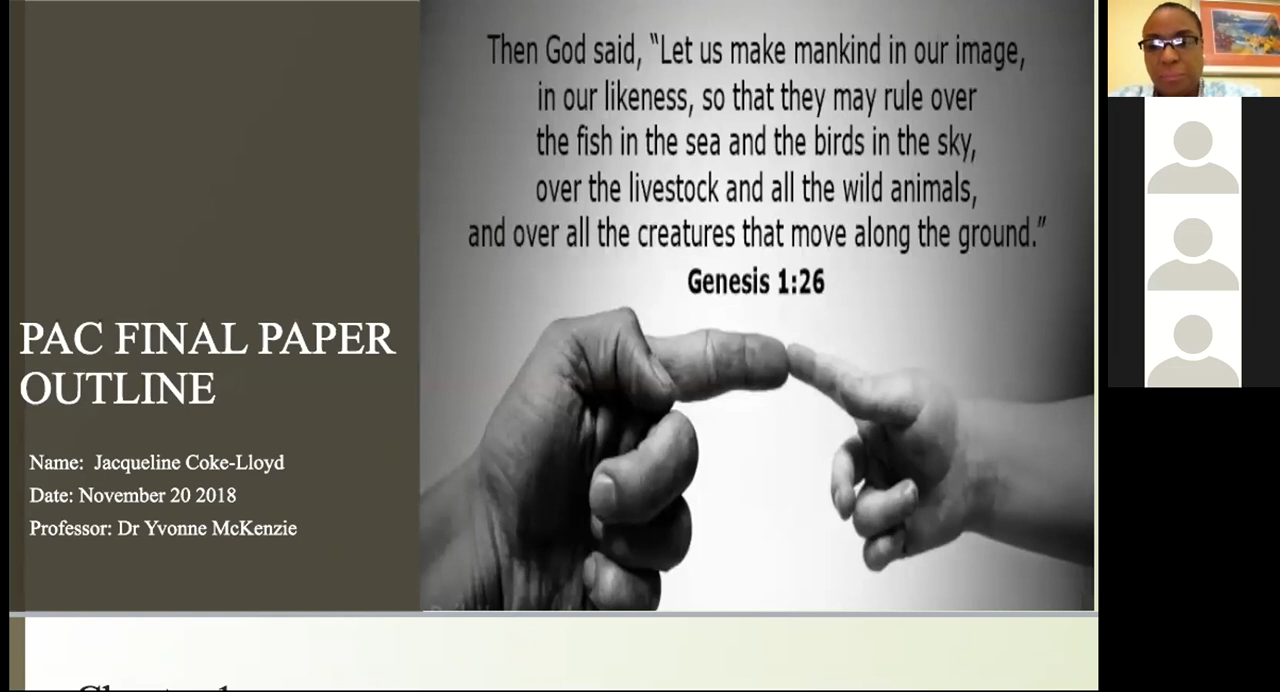 PAC FINAL PAPER
OUTLINE
Name: Jacqueline Coke-Lloyd
Date: November 20 2018
Professor: Dr Yvonne McKenzie
Then God said, “Let us make mankind in our image,
in our likeness, so that they may rule over
the fish in the sea and the birds in the sky,
over the livestock and all the wild animals,
and over all the creatures that move along the ground.”
Genesis 1:26